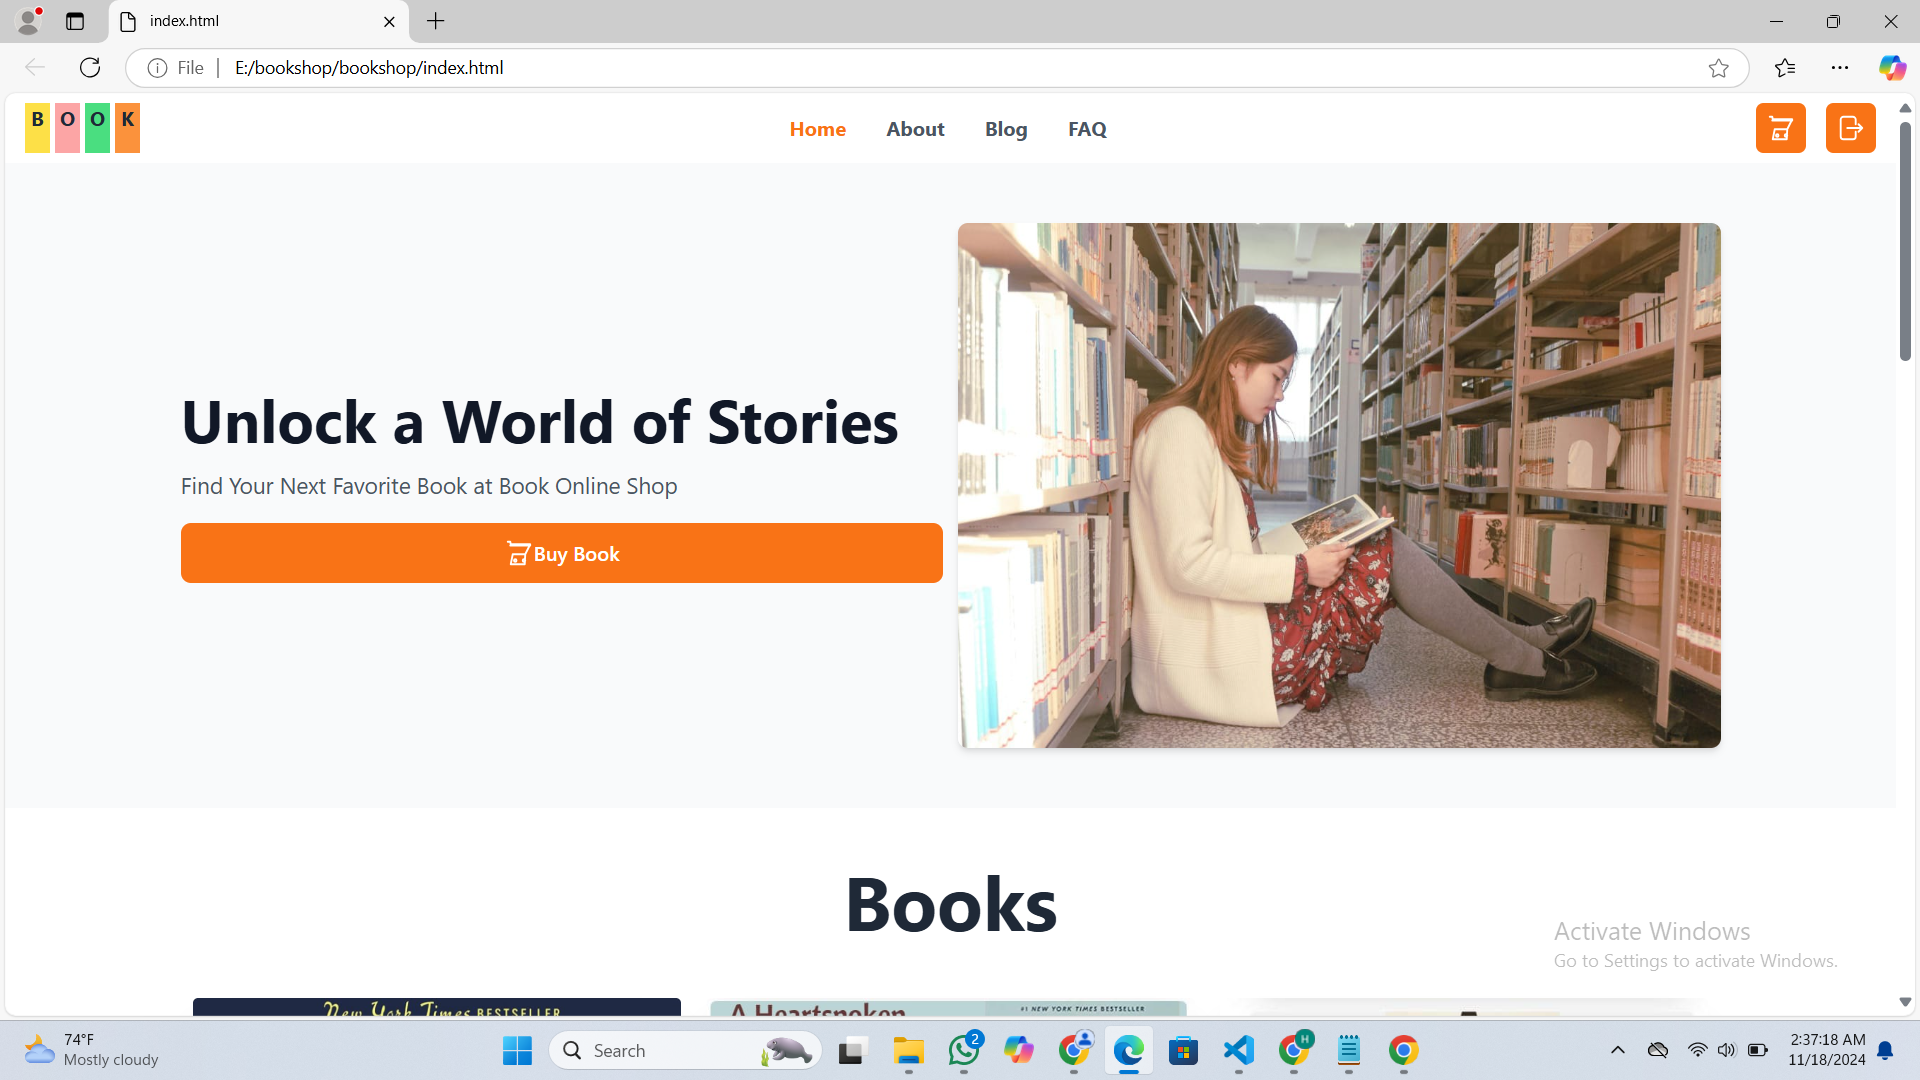 index.html
File
E:/bookshop/bookshop/index.html
B O O K
Home About Blog FAQ
Unlock a World of Stories
Find Your Next Favorite Book at Book Online Shop
Buy Book
Books
Activate Windows
Go to Settings to activate Windows.
New York Times BESTSELLER
A Heartspoken
#1 NEW YORK TIMES BESTSELLER
74°F
Mostly cloudy
Search
2
H
2:37:18 AM
11/18/2024